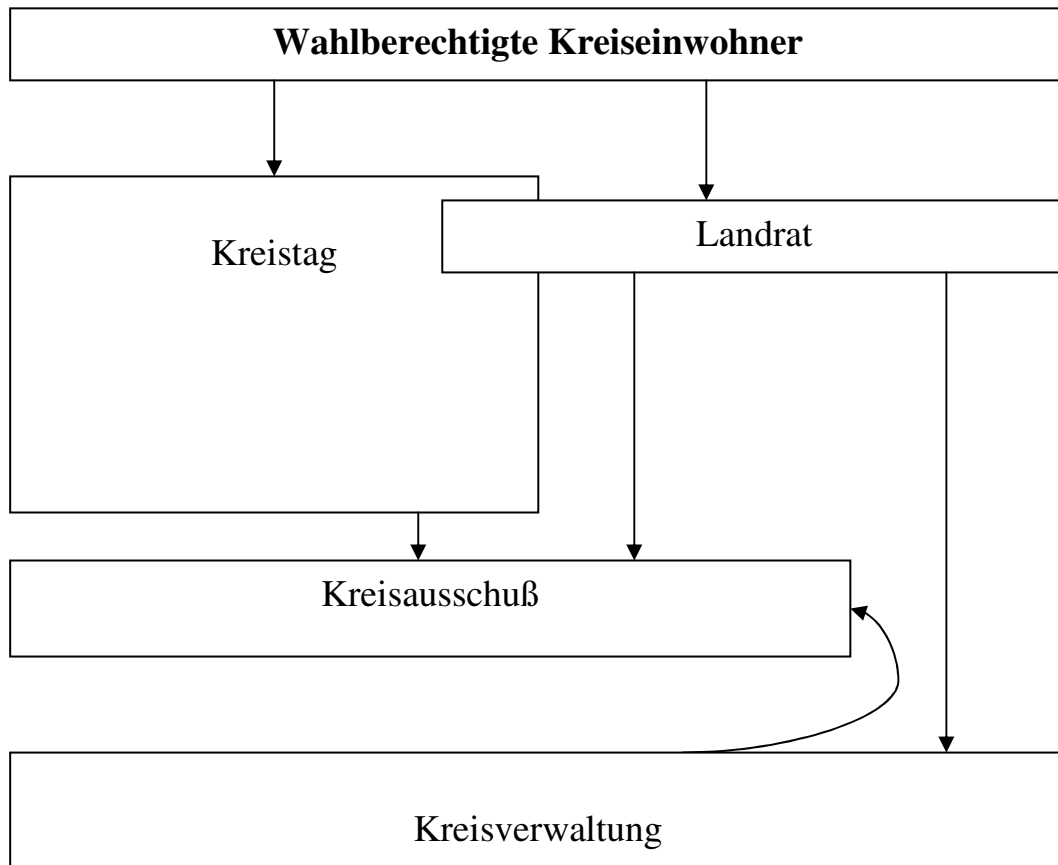 Wahlberechtigte Kreiseinwohner
Kreistag
Landrat
Kreisausschuß
Kreisverwaltung